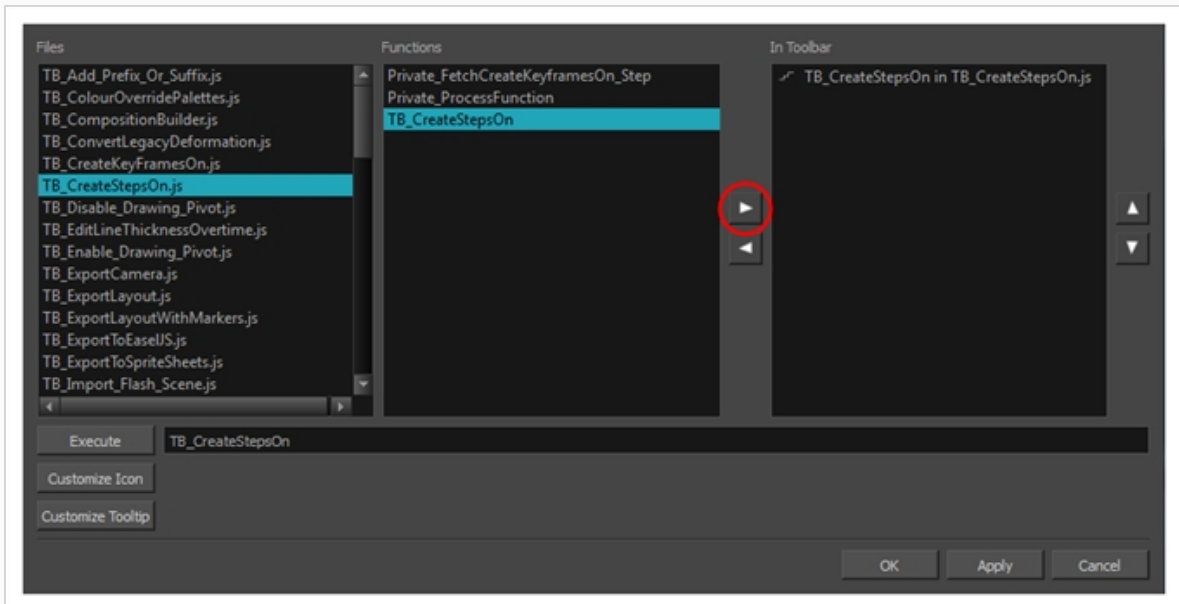 Files
TB_Add_Prefix_Or_Suffix.js
TB_ColourOverridePalettes.js
TB_CompositionBuilder.js
TB_ConvertLegacyDeformation.js
TB_CreateKeyFramesOn.js
TB_CreateStepsOn.js
TB_Disable_Drawing_Pivot.js
TB_EditLineThicknessOvertime.js
TB_Enable_Drawing_Pivot.js
TB_ExportCamera.js
TB_ExportLayout.js
TB_ExportLayoutWithMarkers.js
TB_ExportToEaselJS.js
TB_ExportToSpriteSheets.js
TB_Import_Flash_Scene.js
Functions
Private_FetchCreateKeyframesOn_Step
Private_ProcessFunction
TB_CreateStepsOn
In Toolbar
TB_CreateStepsOn in TB_CreateStepsOn.js
Execute
TB_CreateStepsOn
Customize Icon
Customize Tooltip
OK
Apply
Cancel